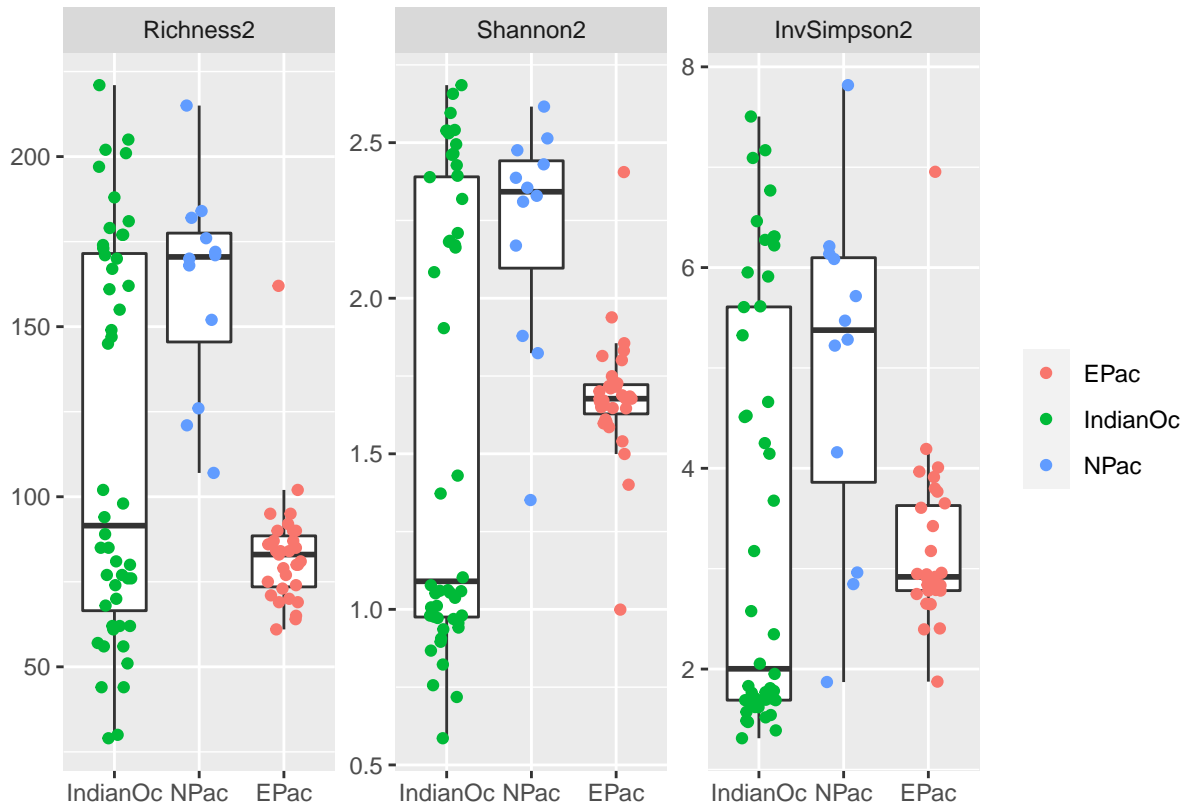 Richness2 Shannon2 InvSimpson2
200
150
100
50
2.5
2.0
1.5
1.0
0.5
8
6
4
2
IndianOc NPac EPac IndianOc NPac EPac IndianOc NPac EPac
EPac
IndianOc
NPac